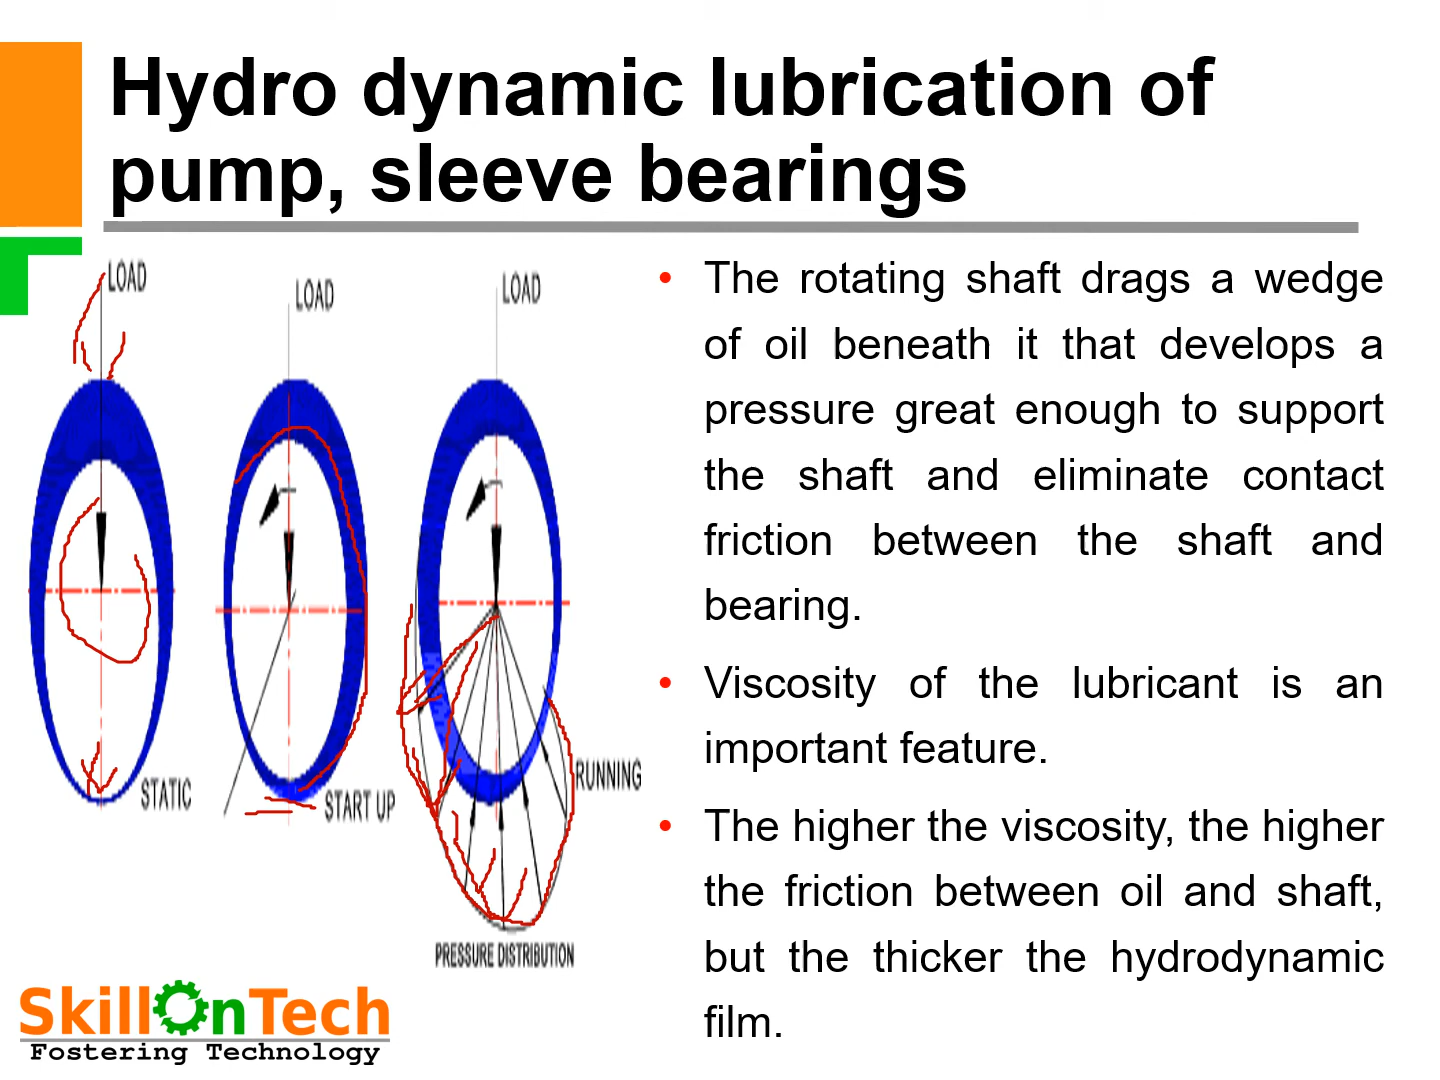 Hydro dynamic lubrication of
pump, sleeve bearings
LOAD
LOAD
LOAD
STATIC
START UP
RUNNING
PRESSURE DISTRIBUTION
• The rotating shaft drags a wedge
of oil beneath it that develops a
pressure great enough to support
the shaft and eliminate contact
friction between the shaft and
bearing.
• Viscosity of the lubricant is an
important feature.
• The higher the viscosity, the higher
the friction between oil and shaft,
but the thicker the hydrodynamic
film.
SkillOnTech
Fostering Technology